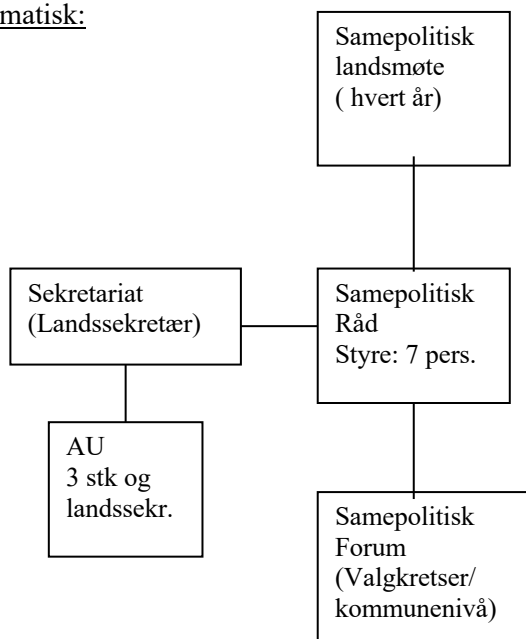 matisk:
Samepolitisk
landsmøte
( hvert år)
Sekretariat
(Landssekretær)
Samepolitisk
Råd
Styre: 7 pers.
AU
3 stk og
landssekr.
Samepolitisk
Forum
(Valgkretser/
kommunenivå)